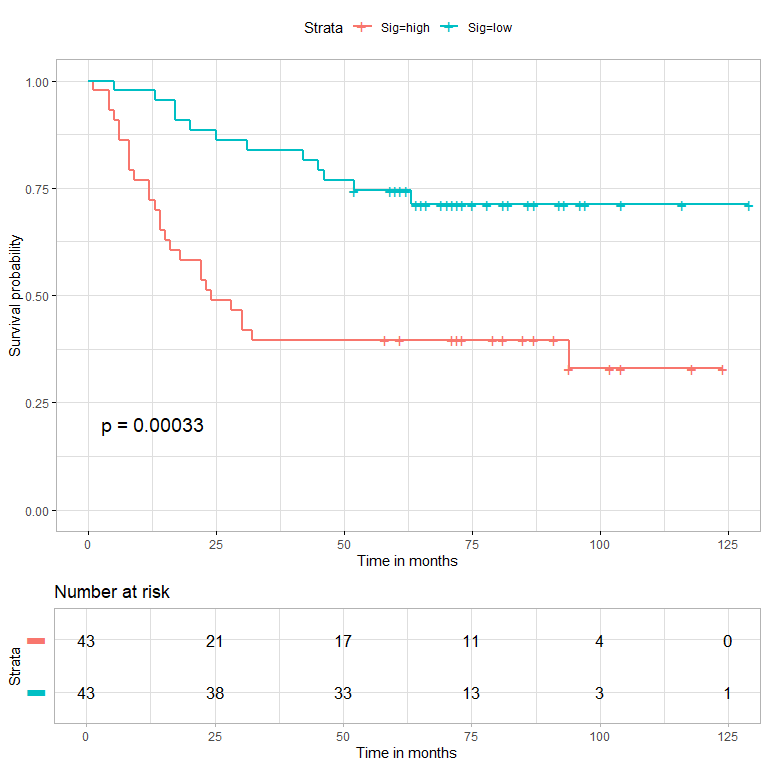 Strata Sig=high Sig=low
Survival probability
1.00
0.75
0.50
0.25
0.00
p = 0.00033
0 25 50 75 100 125
Time in months
Number at risk
Strata
43 21 17 11 4 0
43 38 33 13 3 1
0 25 50 75 100 125
Time in months